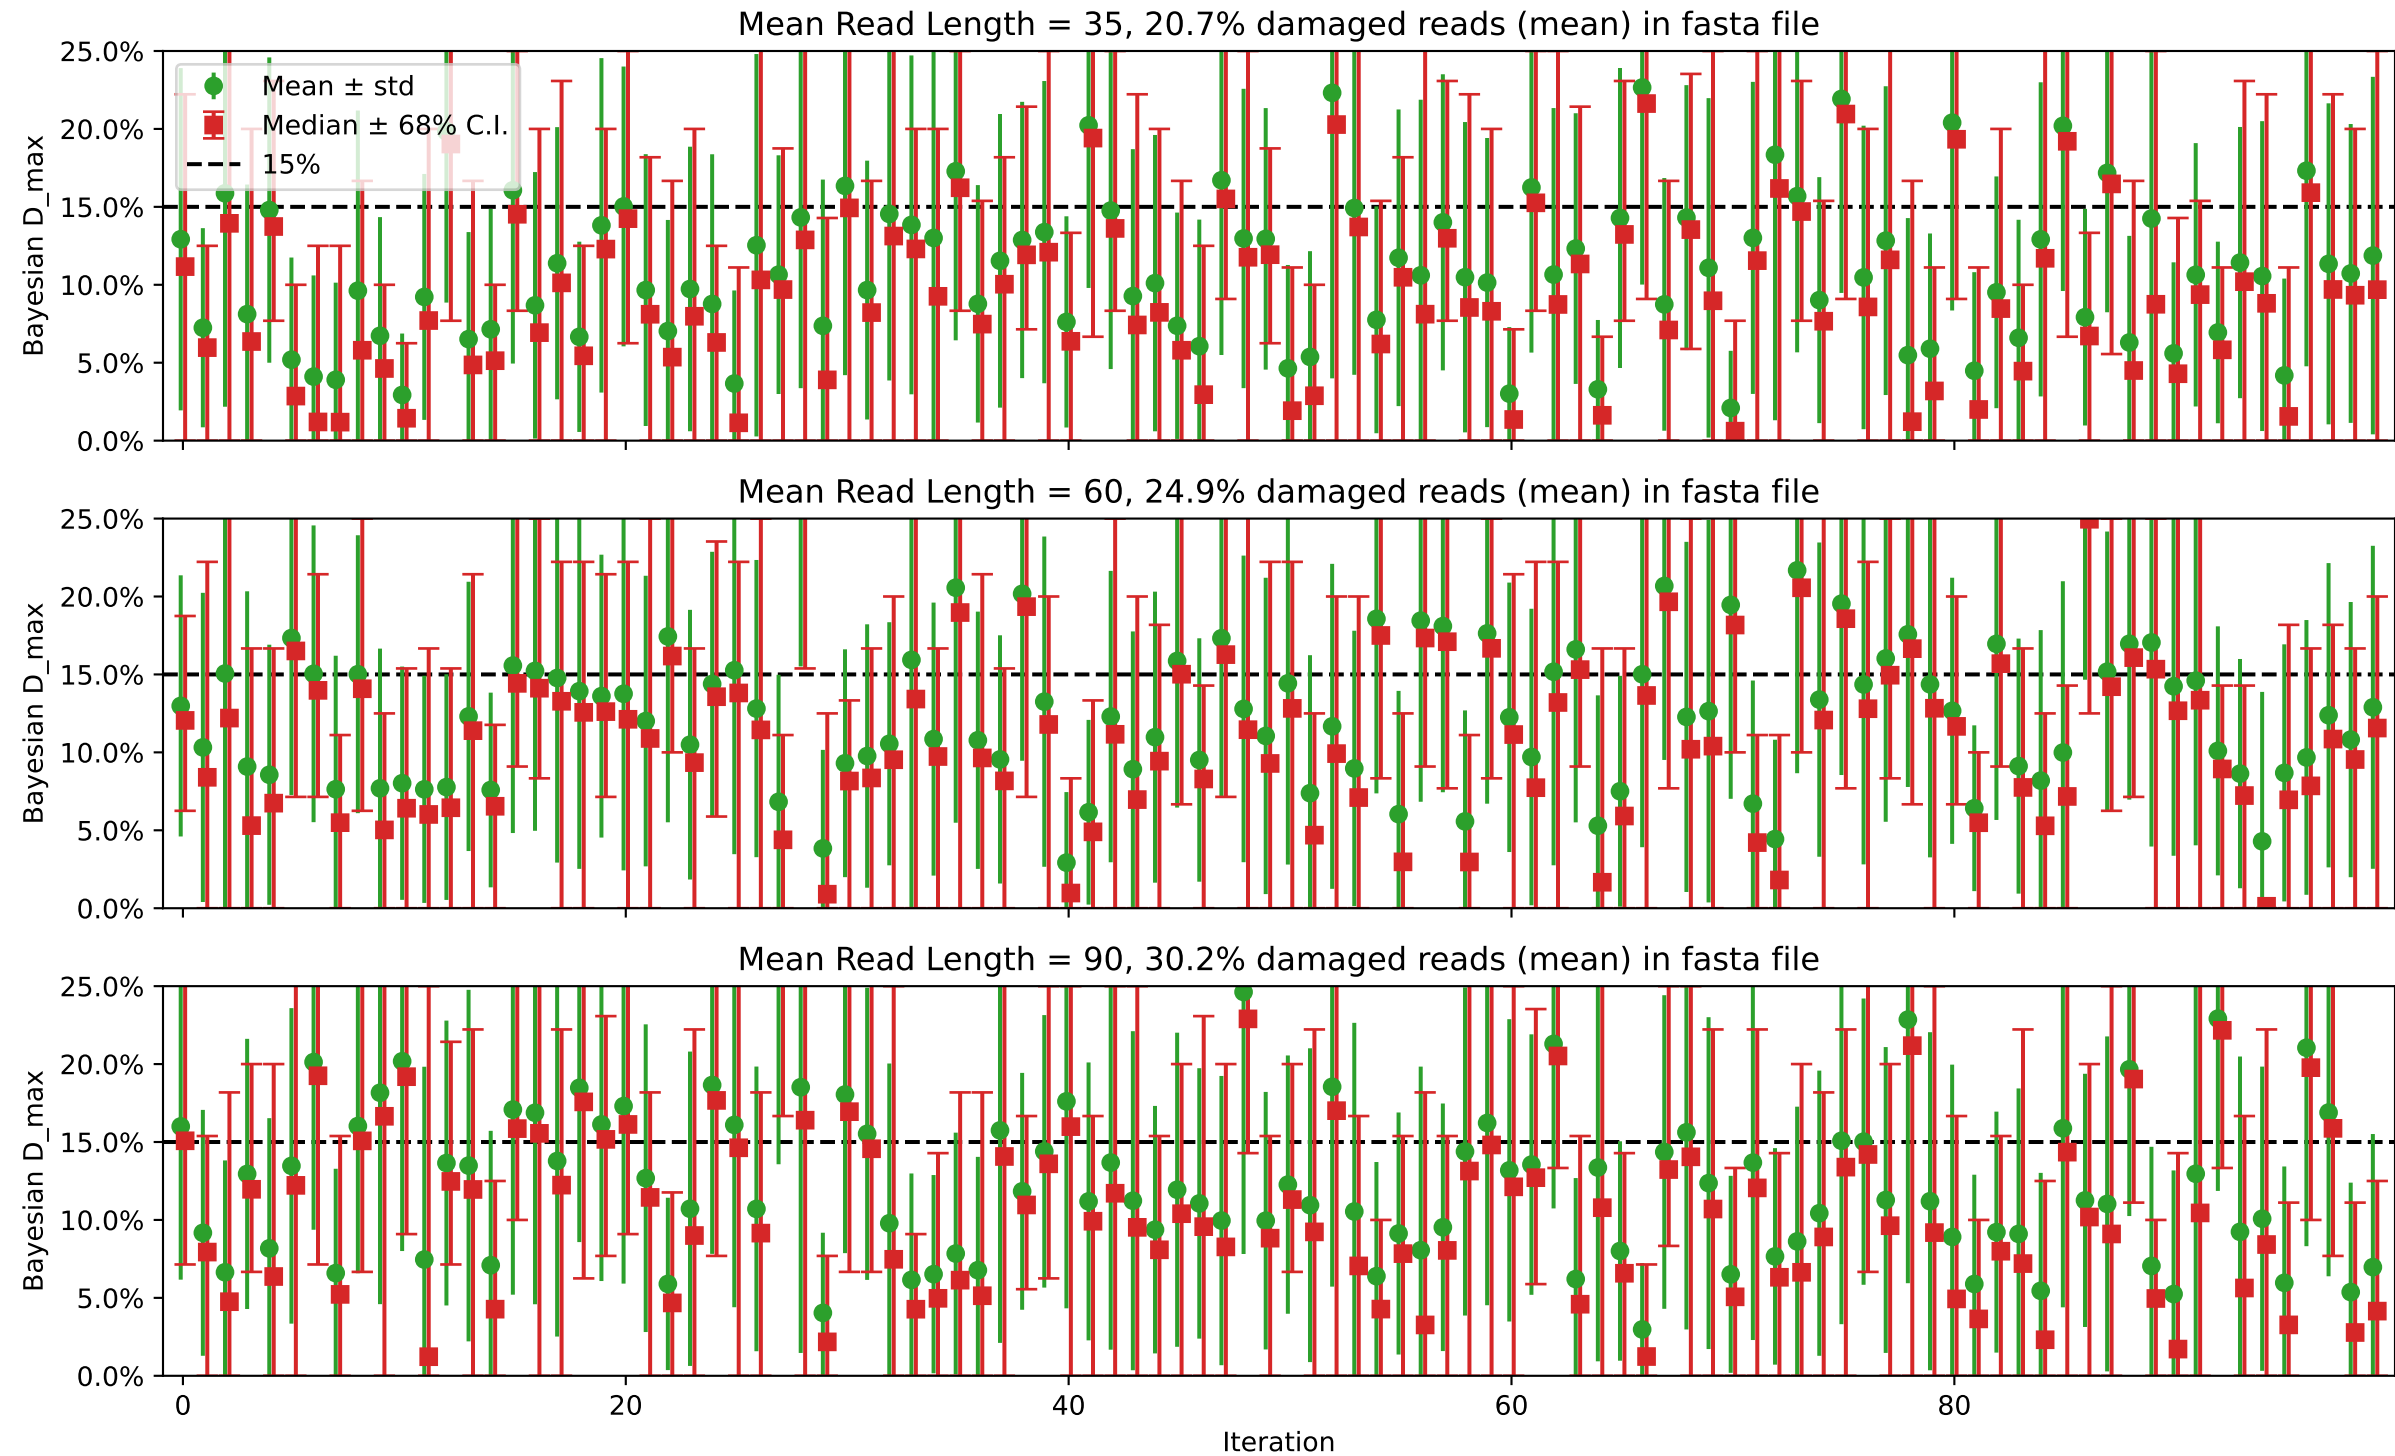 Mean Read Length = 35, 20.7% damaged reads (mean) in fasta file
25.0%
20.0%
15.0%
10.0%
5.0%
0.0%
Bayesian D_max
Mean ± std
Median ± 68% C.I.
15%
Mean Read Length = 60, 24.9% damaged reads (mean) in fasta file
25.0%
20.0%
15.0%
10.0%
5.0%
0.0%
Bayesian D_max
Mean Read Length = 90, 30.2% damaged reads (mean) in fasta file
25.0%
20.0%
15.0%
10.0%
5.0%
0.0%
Bayesian D_max
0 20 40 60 80
Iteration